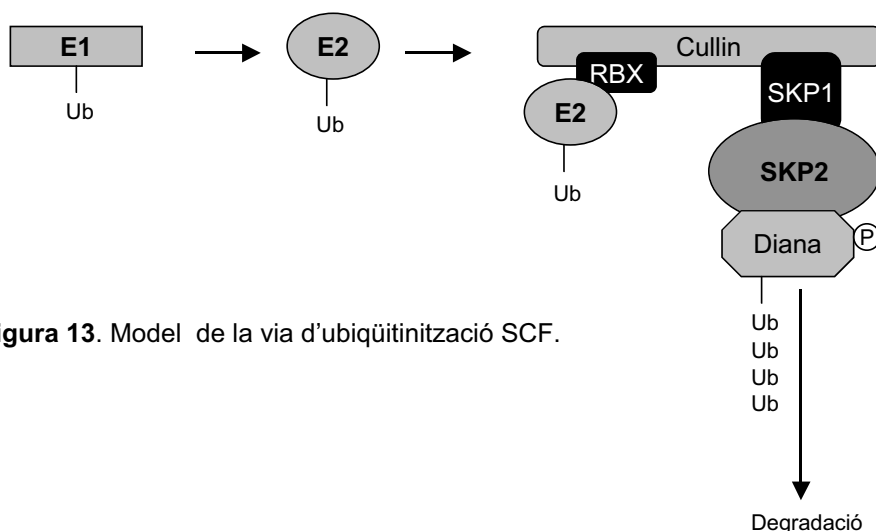 E1
Ub
E2
Ub
Cullin
RBX
SKP1
E2
Ub
SKP2
Diana
P
Ub
Ub
Ub
Ub
Degradació
igura 13. Model de la via d'ubiqüitinització SCF.